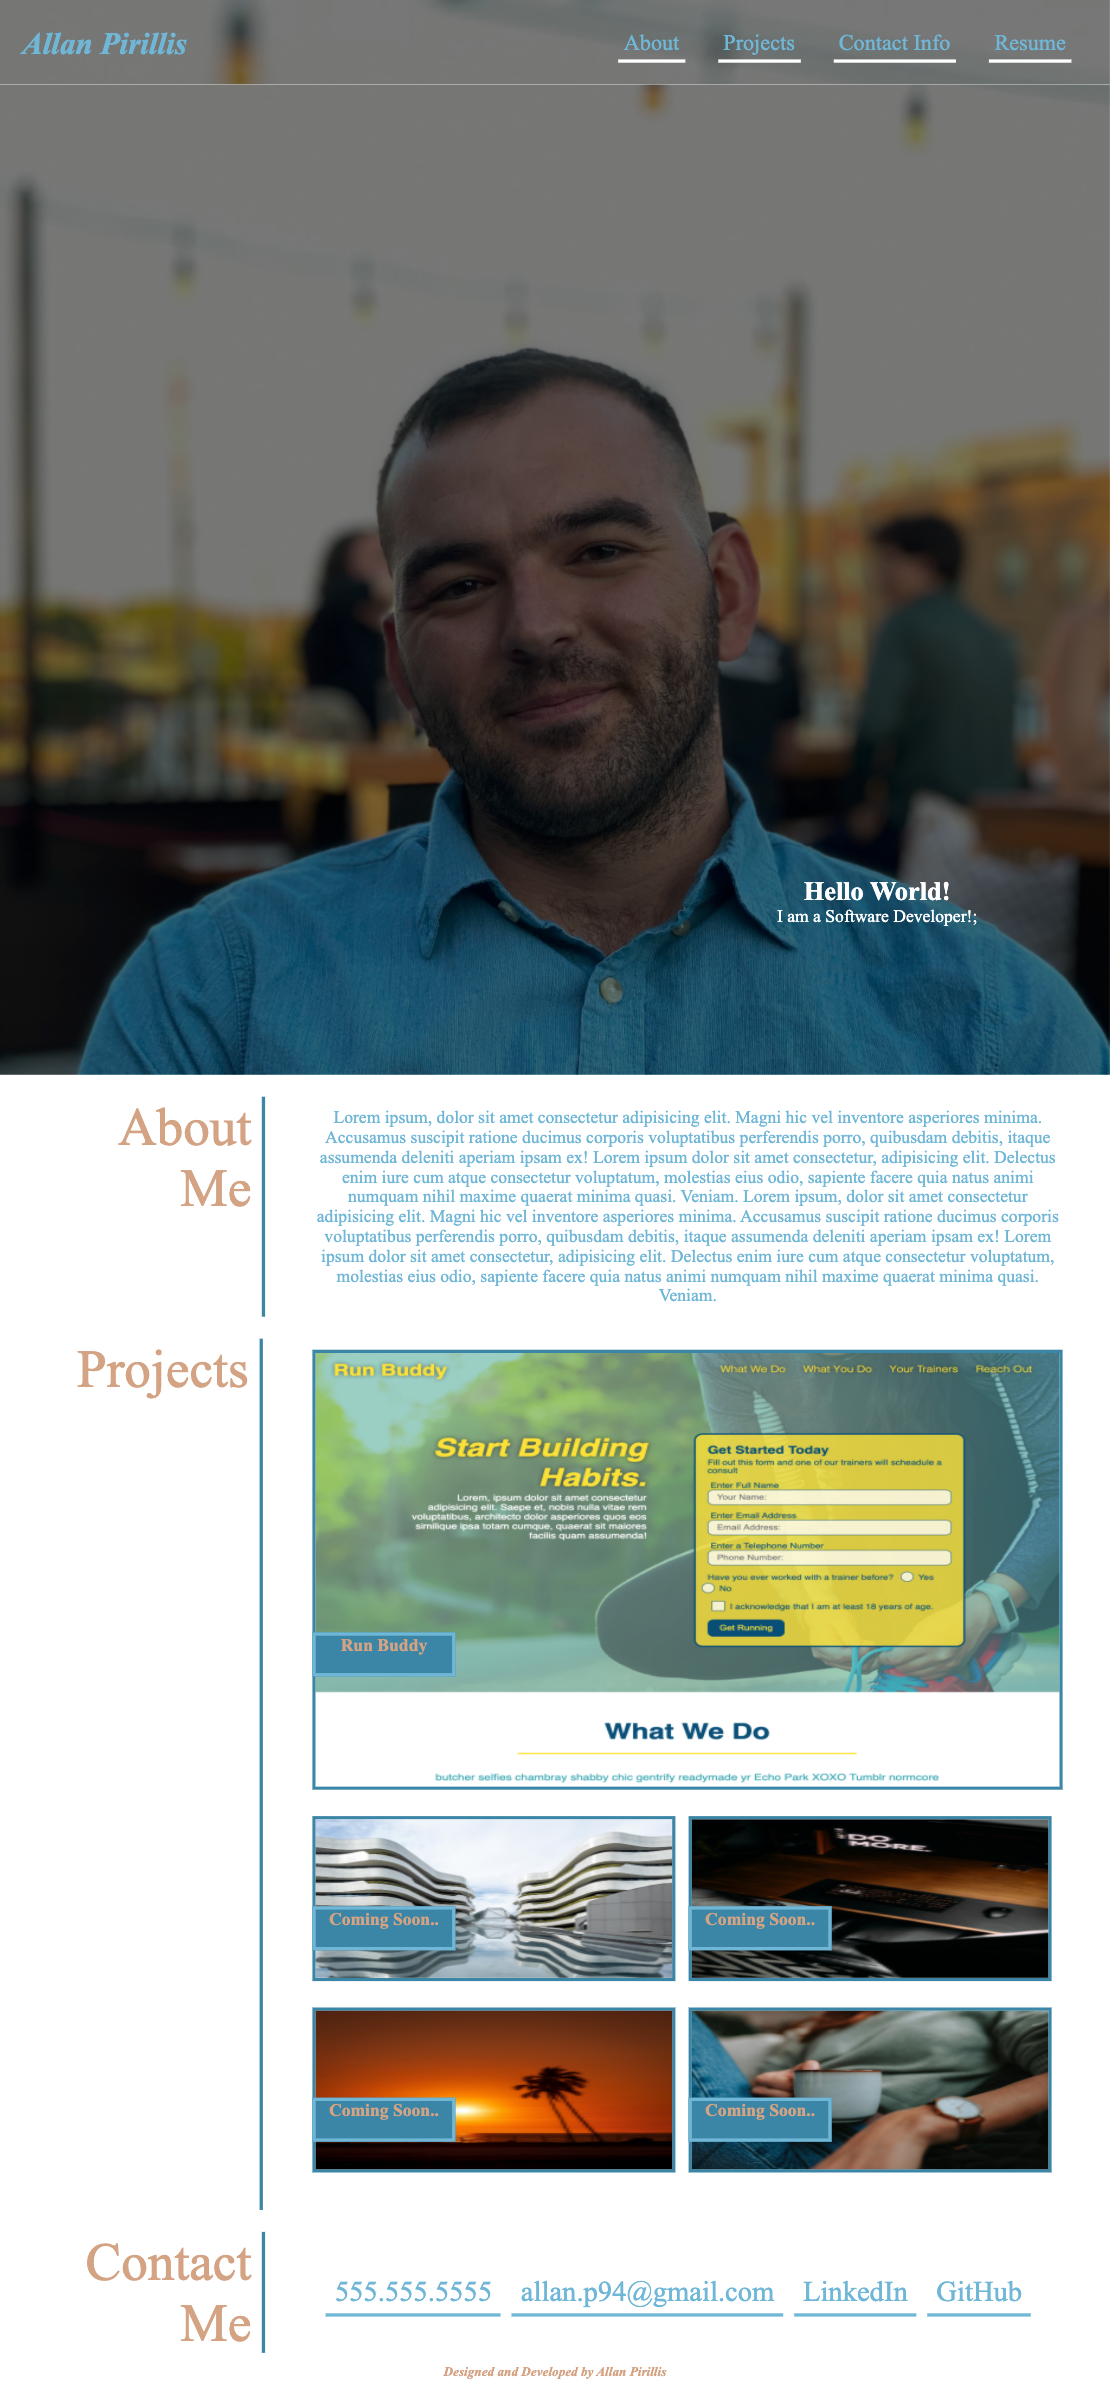 Allan Pirillis
About Projects Contact Info Resume
Hello World!
I am a Software Developer!;
About
Me
Lorem ipsum, dolor sit amet consectetur adipisicing elit. Magni hic vel inventore asperiores minima.
Accusamus suscipit ratione ducimus corporis voluptatibus perferendis porro, quibusdam debitis, itaque
assumenda deleniti aperiam ipsam ex! Lorem ipsum dolor sit amet consectetur, adipisicing elit. Delectus
enim iure cum atque consectetur voluptatum, molestias eius odio, sapiente facere quia natus animi
numquam nihil maxime quaerat minima quasi. Veniam. Lorem ipsum, dolor sit amet consectetur
adipisicing elit. Magni hic vel inventore asperiores minima. Accusamus suscipit ratione ducimus corporis
voluptatibus perferendis porro, quibusdam debitis, itaque assumenda deleniti aperiam ipsam ex! Lorem
ipsum dolor sit amet consectetur, adipisicing elit. Delectus enim iure cum atque consectetur voluptatum,
molestias eius odio, sapiente facere quia natus animi numquam nihil maxime quaerat minima quasi.
Veniam.
Projects
Run Buddy
What We Do What You Do Your Trainers Reach Out
Start Building
Habits.
Lorem, ipsum dolor sit amet consectetur
adipisicing elit. Saepe et, nobis nulla vitae rem
voluptatibus, architecto dolor asperiores quos eos
similique ipsa totam cumque, quaerat sit maiores
facilis quam assumenda!
Get Started Today
Fill out this form and one of our trainers will scheadule a
consult
Enter Full Name
Your Name:
Enter Email Address
Email Address:
Enter a Telephone Number
Phone Number:
Have you ever worked with a trainer before? Yes
No
I acknowledge that I am at least 18 years of age.
Get Running
Run Buddy
What We Do
butcher selfies chambray shabby chic gentrify readymade yr Echo Park XOXO Tumblr normcore
DO
MORE.
Coming Soon..
Coming Soon..
Coming Soon..
Coming Soon..
Contact
Me
555.555.5555 allan.p94@gmail.com LinkedIn GitHub
Designed and Developed by Allan Pirillis